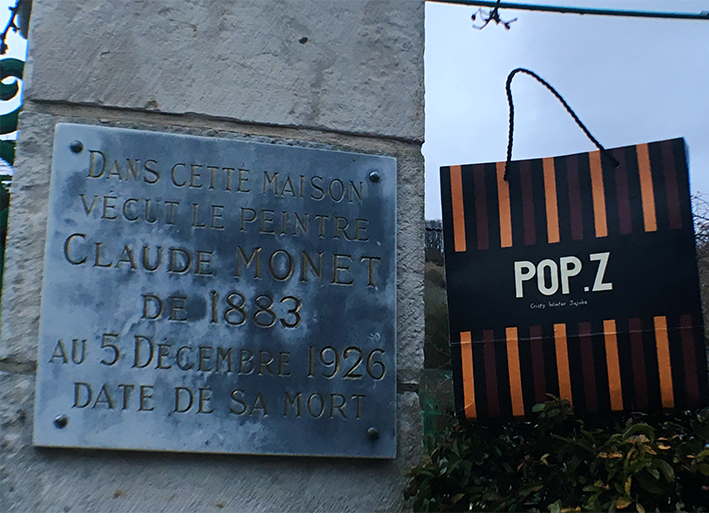 DANS CETTE MAISON
VÉCUT LE PEINTRE
CLAUDE MONET
DE 1883
AU 5 DÉCEMBRE 1926
DATE DE SA MORT
POP.Z
Crispy Winter Jujube